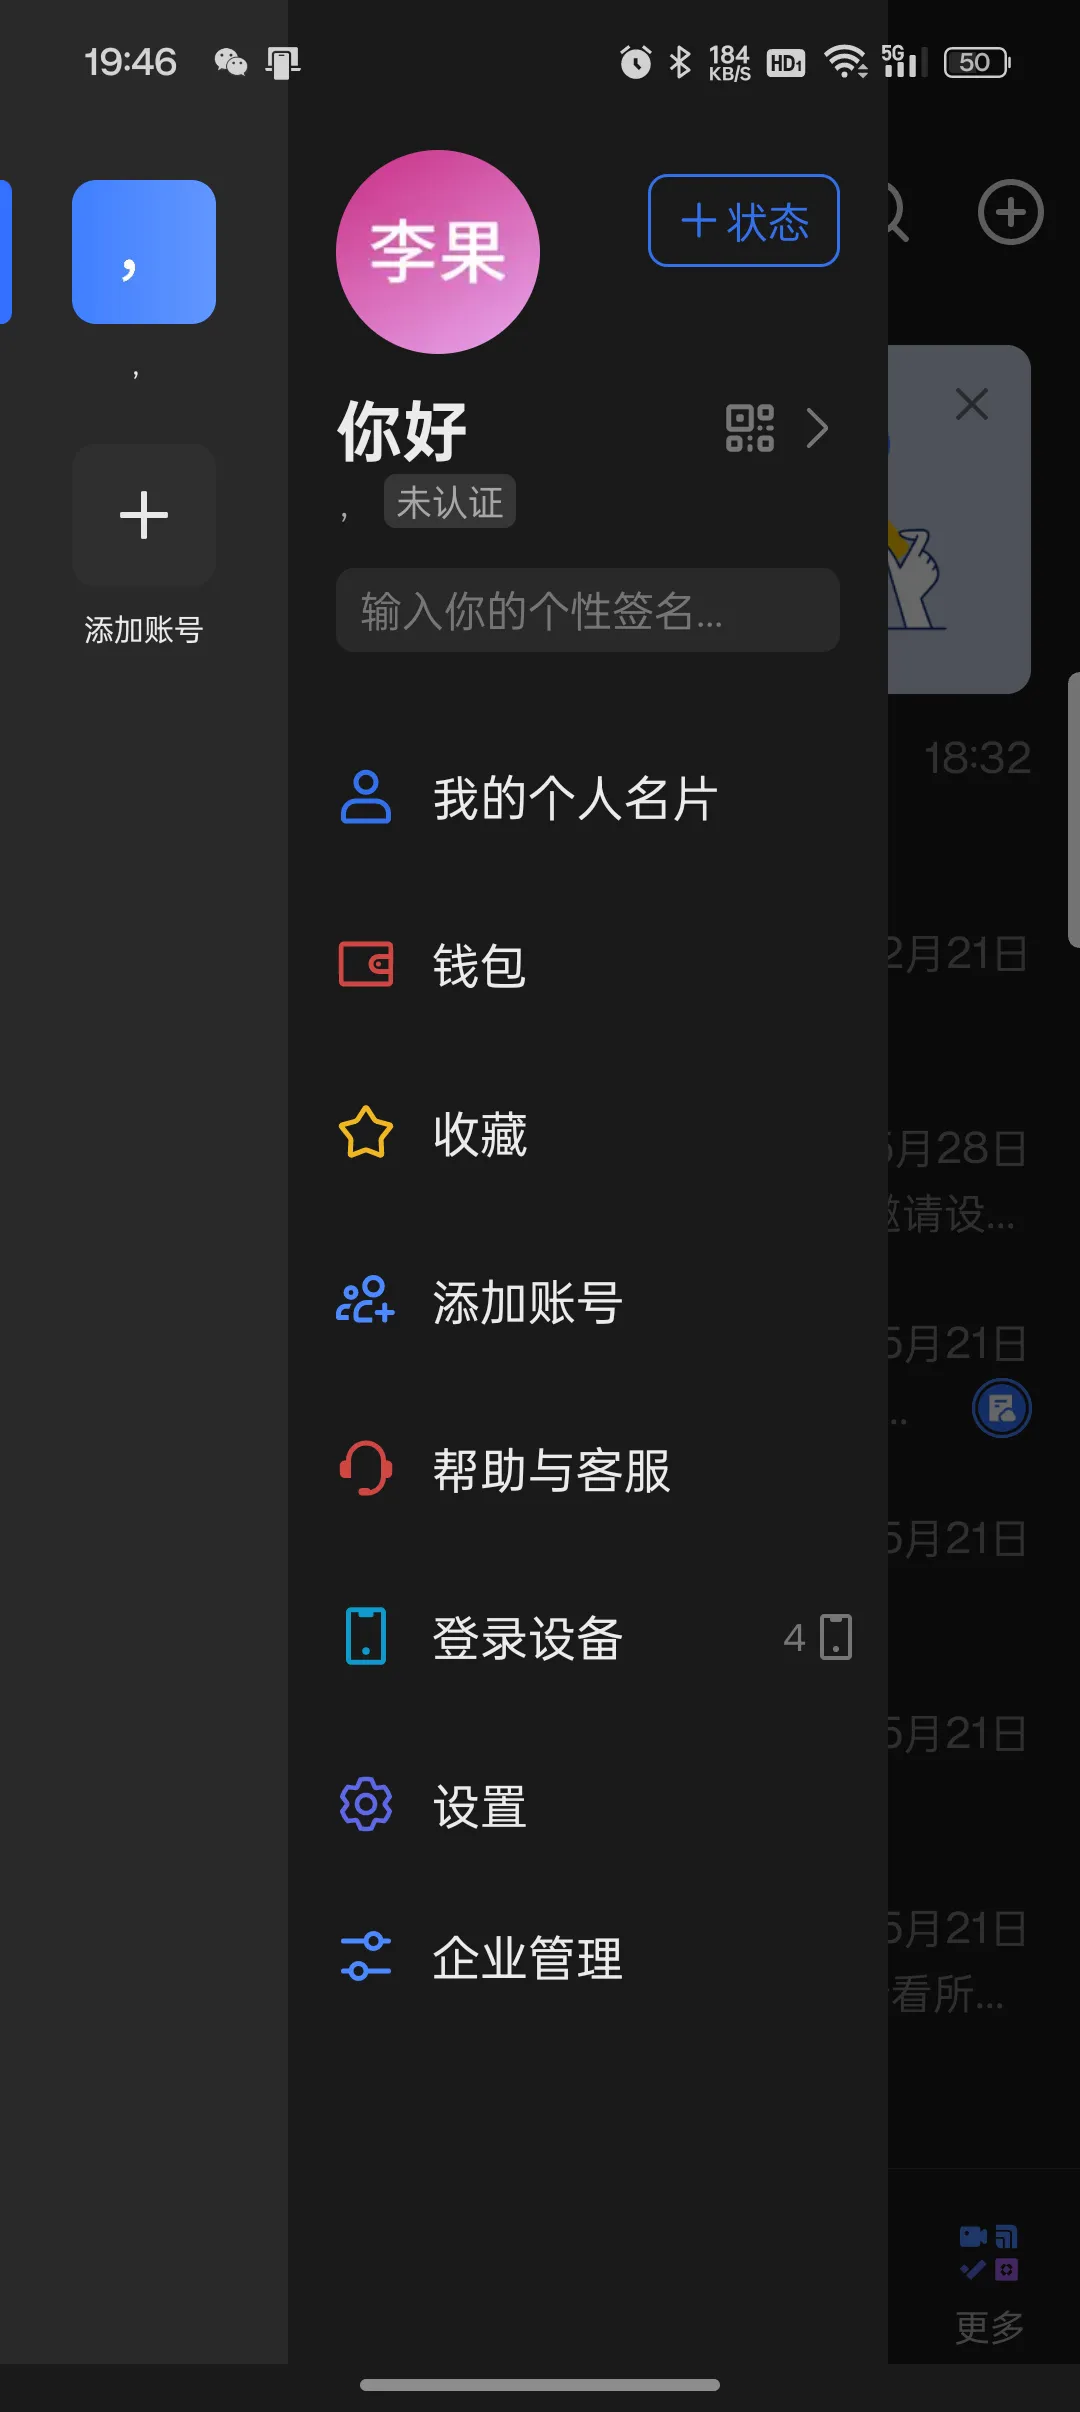 19:46
184
KB/S
HD1
5G
50
李果
+ 状态
,
,
你好
, 未认证
添加账号
输入你的个性签名...
18:32
我的个人名片
2月21日
钱包
5月28日
收藏
邀请设...
添加账号
5月21日
..
帮助与客服
5月21日
登录设备 4
5月21日
设置
5月21日
企业管理
看所...
更多